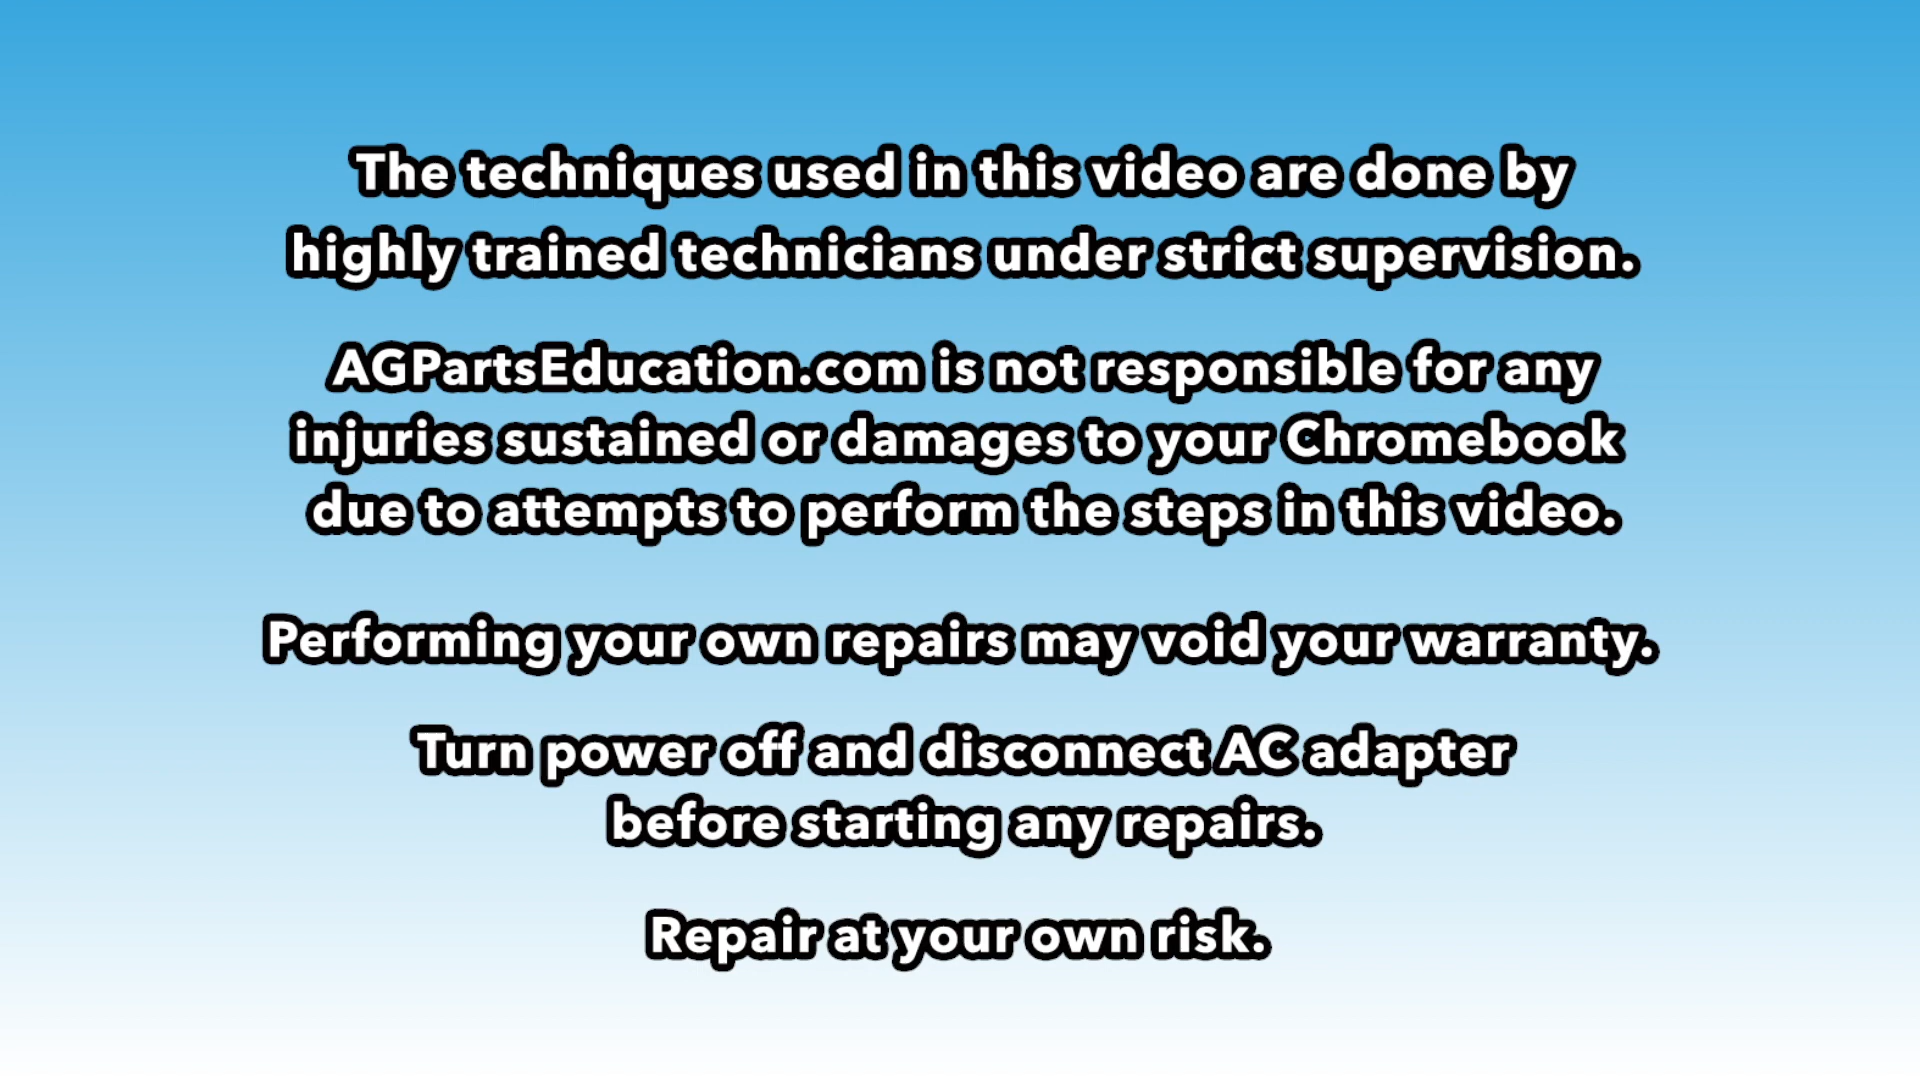 The techniques used in this video are done by
highly trained technicians under strict supervision.
AGPartsEducation.com is not responsible for any
injuries sustained or damages to your Chromebook
due to attempts to perform the steps in this video.
Performing your own repairs may void your warranty.
Turn power off and disconnect AC adapter
before starting any repairs.
Repair at your own risk.